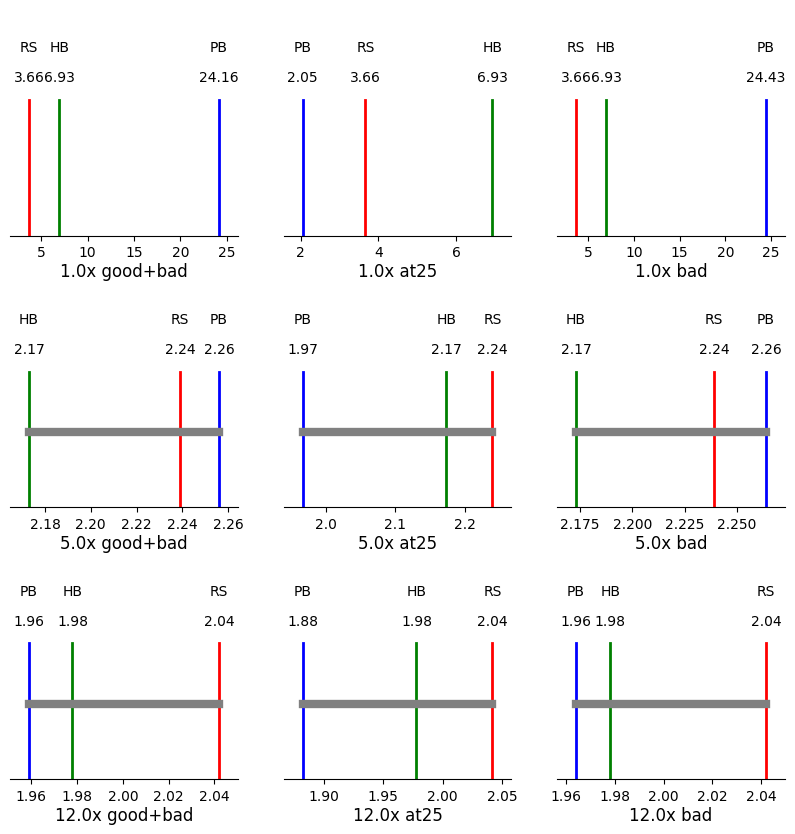 RS HB PB
3.66 6.93 24.16
5 10 15 20 25
1.0x good+bad
PB RS HB
2.05 3.66 6.93
2 4 6
1.0x at25
RS HB PB
3.66 6.93 24.43
5 10 15 20 25
1.0x bad
HB RS PB
2.17 2.24 2.26
2.18 2.20 2.22 2.24 2.26
5.0x good+bad
PB HB RS
1.97 2.17 2.24
2.0 2.1 2.2
5.0x at25
HB RS PB
2.17 2.24 2.26
2.175 2.200 2.225 2.250
5.0x bad
PB HB RS
1.96 1.98 2.04
1.96 1.98 2.00 2.02 2.04
12.0x good+bad
PB HB RS
1.88 1.98 2.04
1.90 1.95 2.00 2.05
12.0x at25
PB HB RS
1.96 1.98 2.04
1.96 1.98 2.00 2.02 2.04
12.0x bad